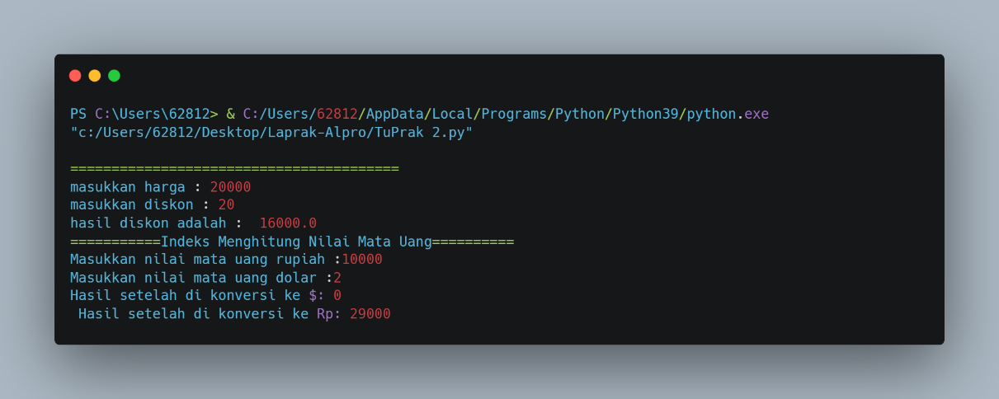 PS C:\Users\62812> & C:/Users/62812/AppData/Local/Programs/Python/Python39/python.exe
"c:/Users/62812/Desktop/Laprak-Alpro/TuPrak 2.py"
========================================
masukkan harga : 20000
masukkan diskon : 20
hasil diskon adalah :  16000.0
===========Indeks Menghitung Nilai Mata Uang==========
Masukkan nilai mata uang rupiah :10000
Masukkan nilai mata uang dolar :2
Hasil setelah di konversi ke $: 0
 Hasil setelah di konversi ke Rp: 29000